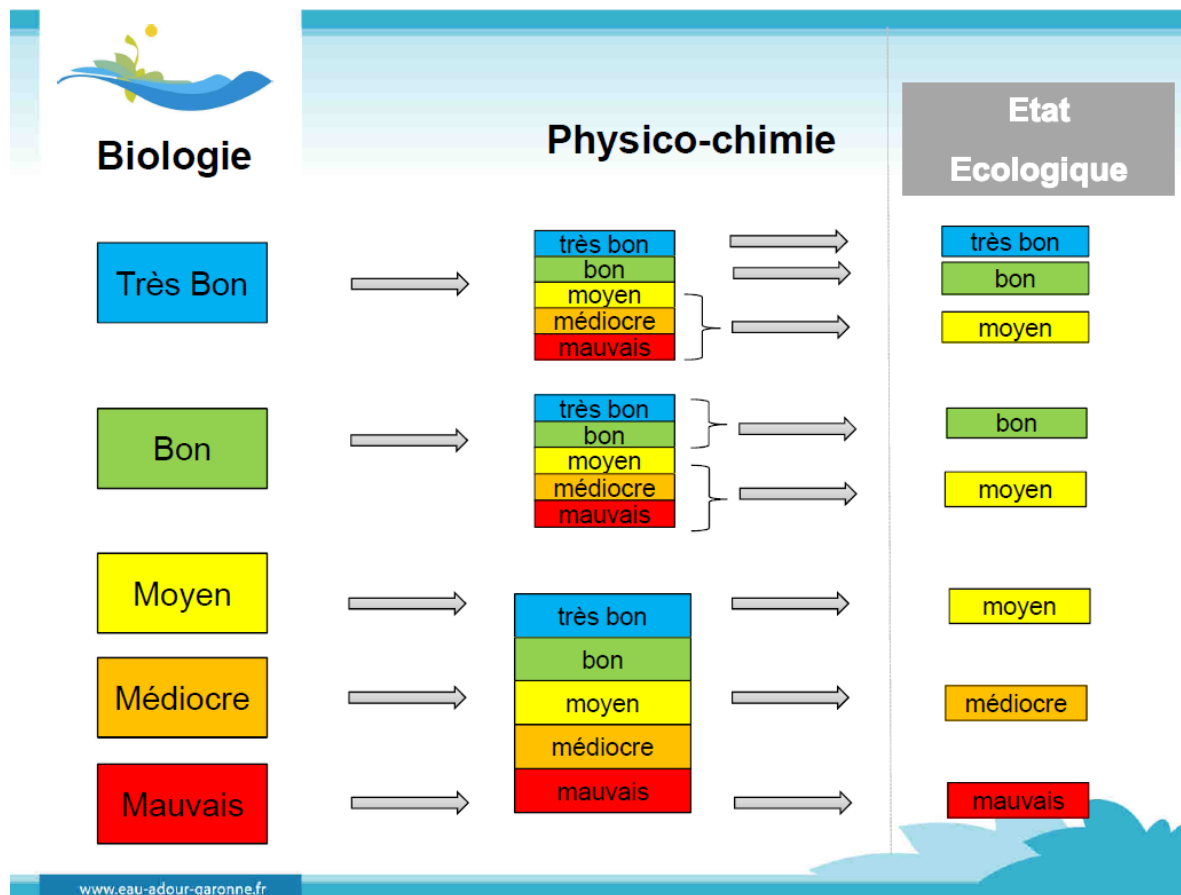 Biologie
Physico-chimie
Etat
Ecologique
Très Bon
très bon
bon
moyen
médiocre
mauvais
très bon
bon
moyen
Bon
très bon
bon
moyen
médiocre
mauvais
bon
moyen
Moyen
Médiocre
Mauvais
très bon
bon
moyen
médiocre
mauvais
moyen
médiocre
mauvais
www.eau-adour-garonne.fr